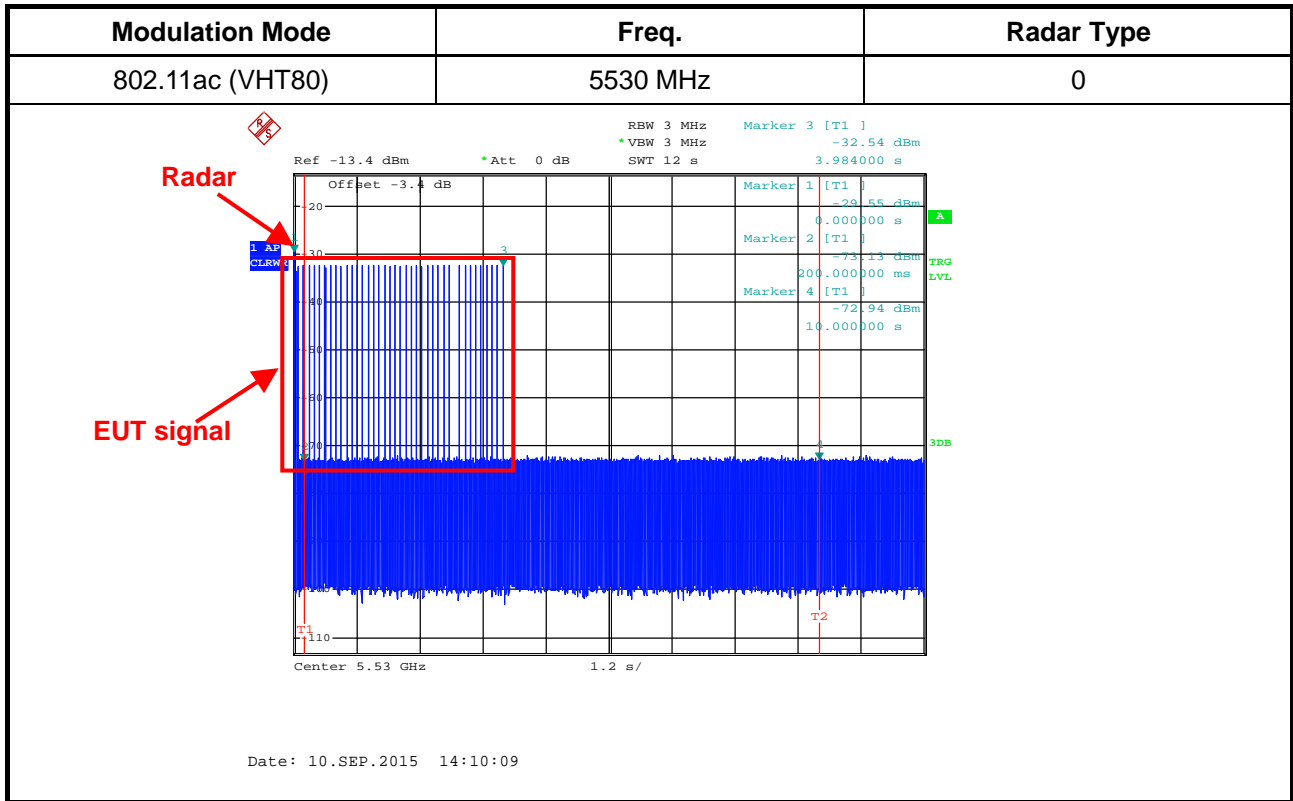 Modulation Mode Freq. Radar Type
802.11ac (VHT80) 5530 MHz 0
R S
RBW 3 MHz Marker 3 [T1 ]
*VBW 3 MHz -32.54 dBm
Ref -13.4 dBm *Att 0 dB SWT 12 s 3.984000 s
Radar
Offset -3.4 dB Marker 1 [T1 ]
-20 -29.55 dBm
0.000000 s A
1 AP Marker 2 [T1 ]
CLRWR -30 3 -73.13 dBm TRG
200.000000 ms LVL
Marker 4 [T1 ]
-40 -72.94 dBm
10.000000 s
-50
-60
EUT signal
-70 4 3DB
-100
T1 T2
-110
Center 5.53 GHz 1.2 s/
Date: 10.SEP.2015 14:10:09